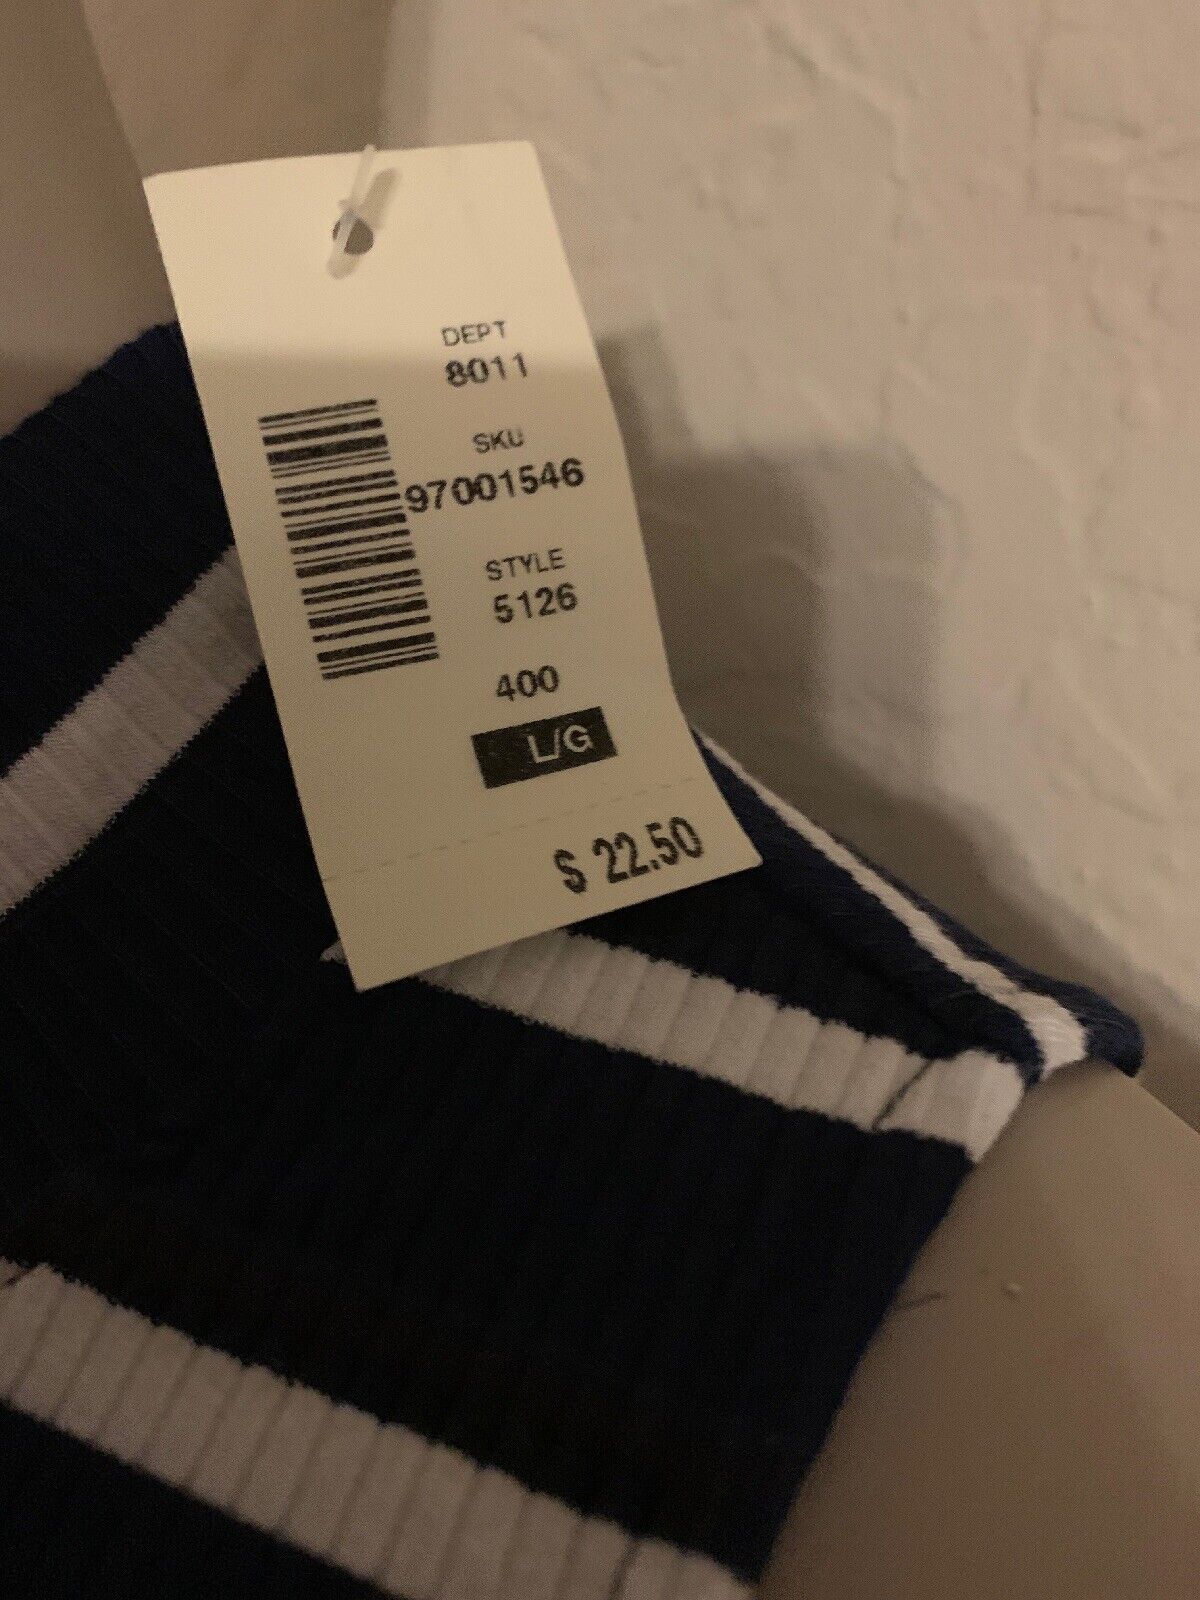 DEPT
8011
SKU
97001546
STYLE
5126
400
L/G
$ 22.50